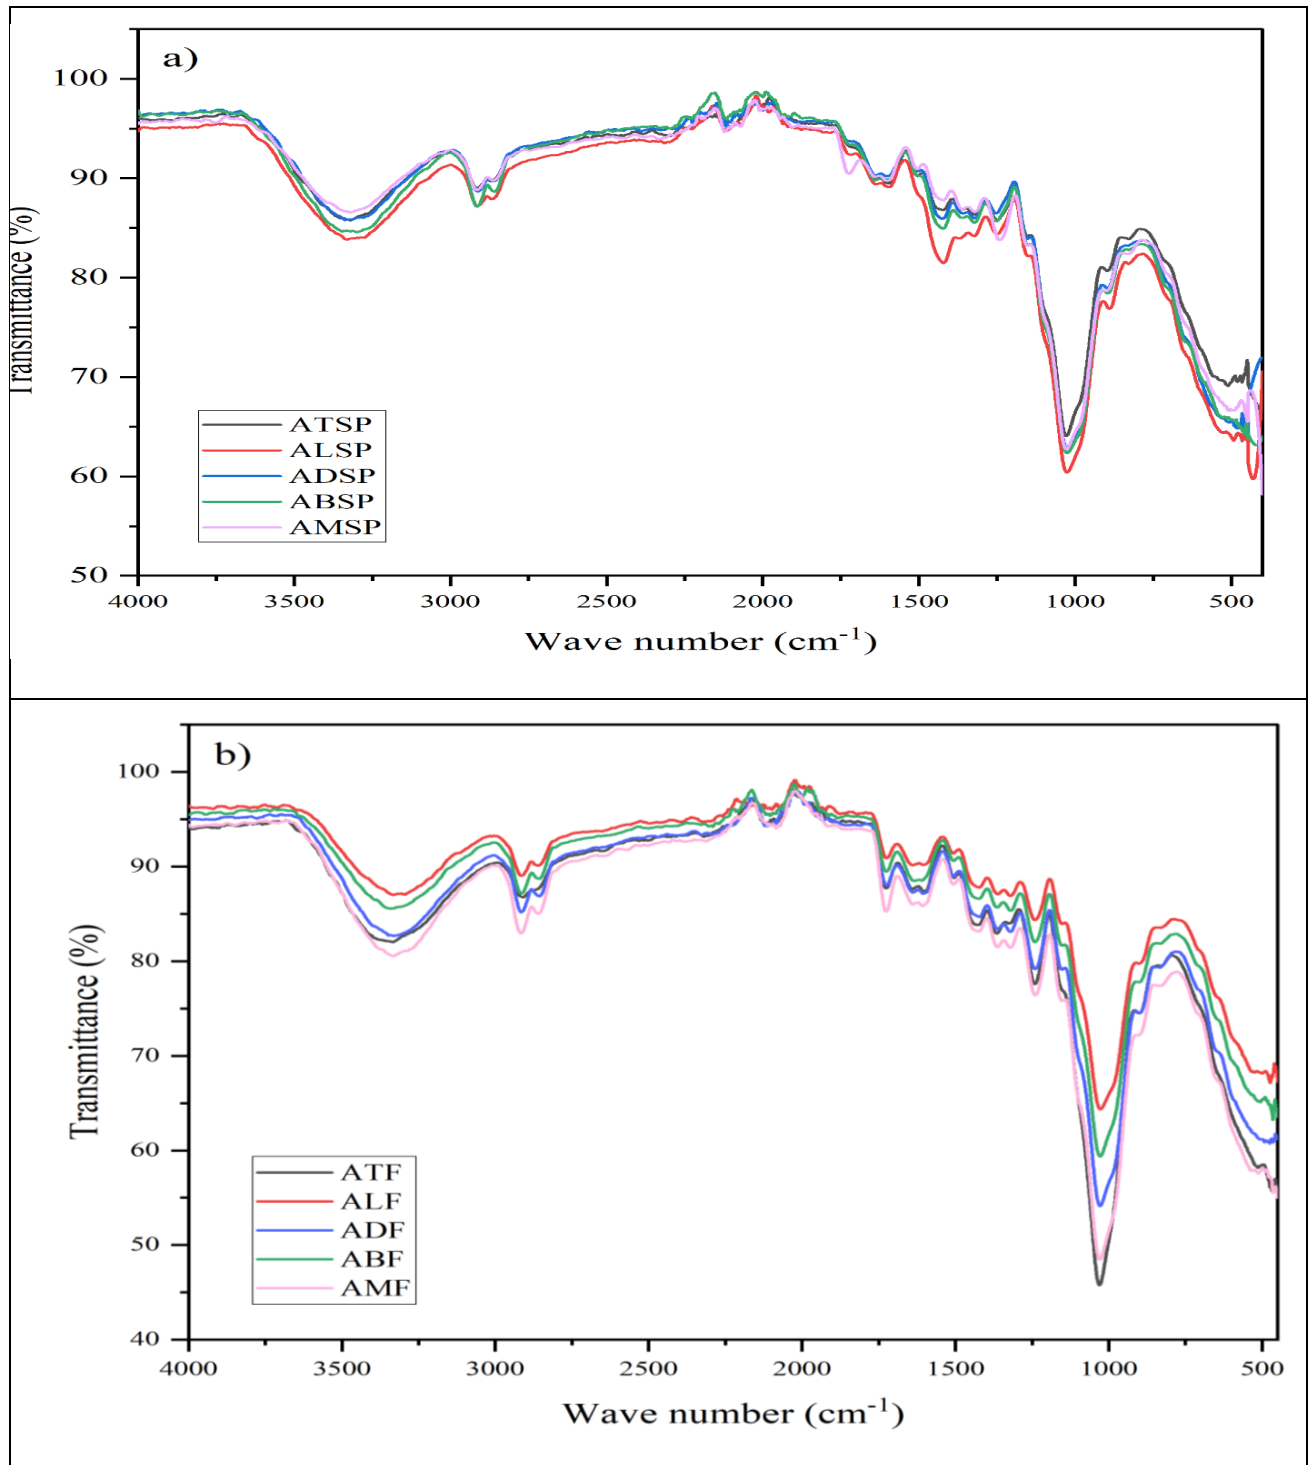 a)
100
90
80
70
60
50
Transmittance (%)
ATSP
ALSP
ADSP
ABSP
AMSP
4000 3500 3000 2500 2000 1500 1000 500
Wave number (cm⁻¹)
b)
100
90
80
70
60
50
40
Transmittance (%)
ATF
ALF
ADF
ABF
AMF
4000 3500 3000 2500 2000 1500 1000 500
Wave number (cm⁻¹)